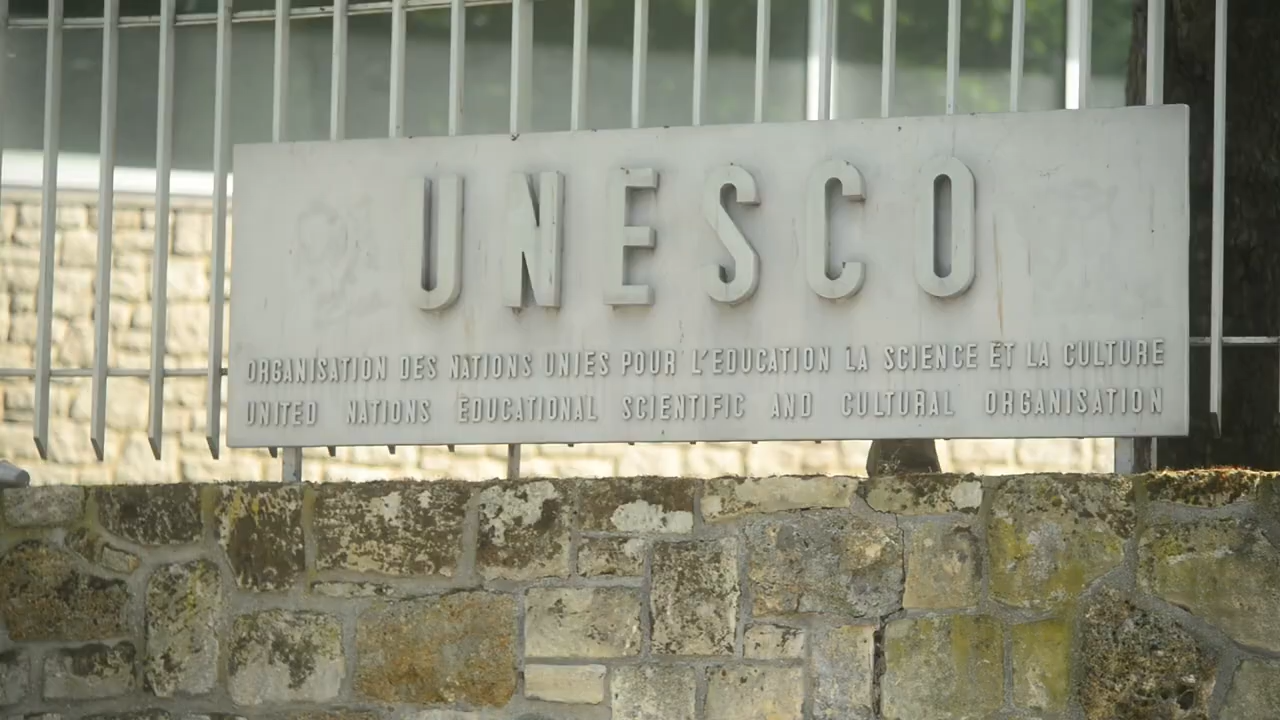 UNESCO
ORGANISATION DES NATIONS UNIES POUR L'EDUCATION LA SCIENCE ET LA CULTURE
UNITED NATIONS EDUCATIONAL SCIENTIFIC AND CULTURAL ORGANISATION